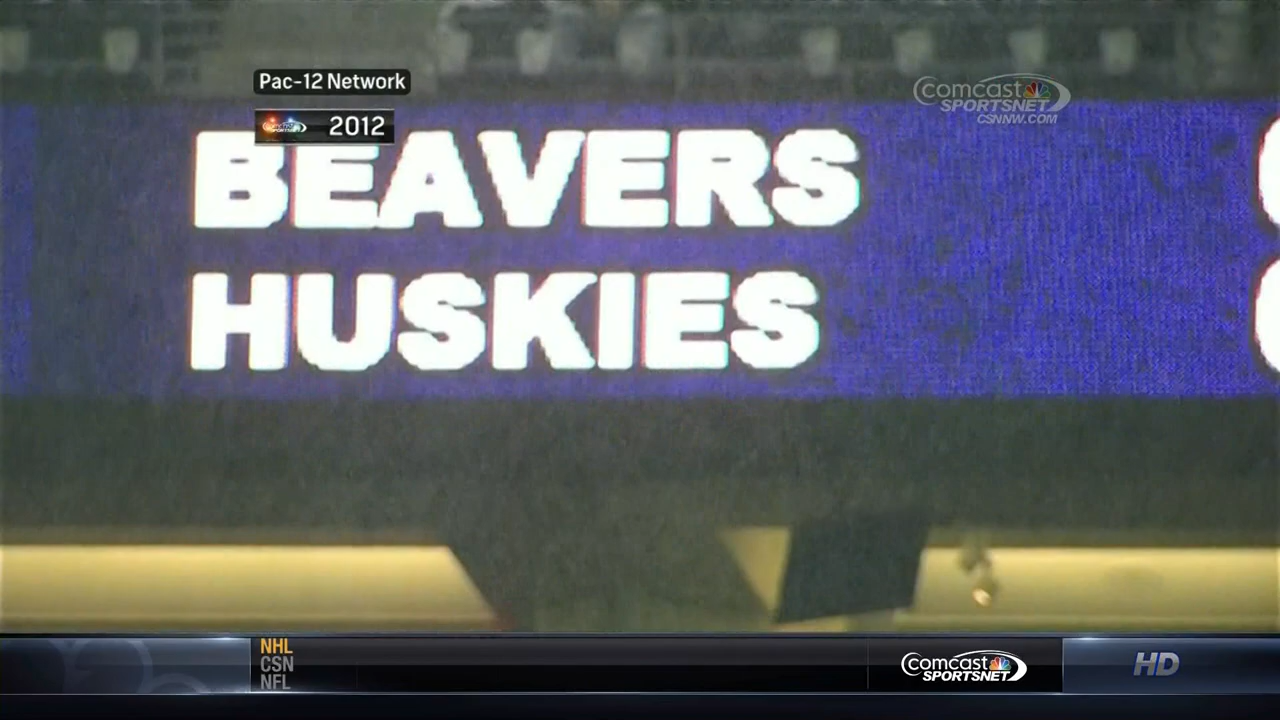 Pac-12 Network
2012
comcast
SPORTSNET
CSNNW.COM
BEAVERS
HUSKIES
NHL
CSN
NFL
comcast
SPORTSNET
HD